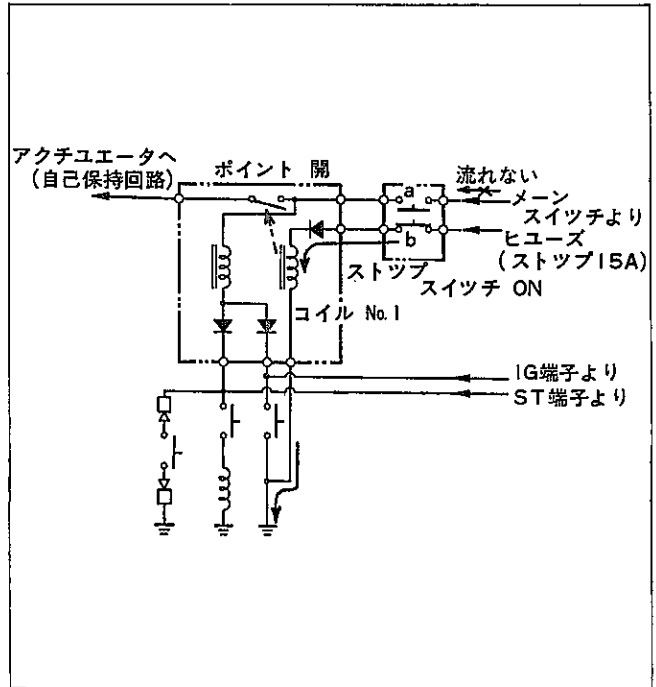 アクチユエータへ
(自己保持回路)
ポイント 開
a
流れない
メーン
スイッチより
b
ヒユーズ
(ストツプ15A)
ストツプ
スイッチ ON
コイル No.1
IG端子より
ST端子より